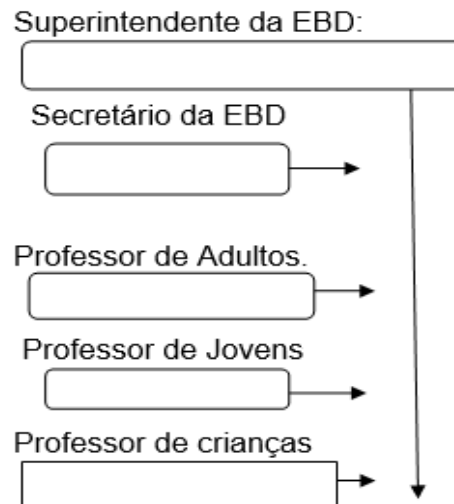 Superintendente da EBD:
Secretário da EBD
Professor de Adultos.
Professor de Jovens
Professor de crianças